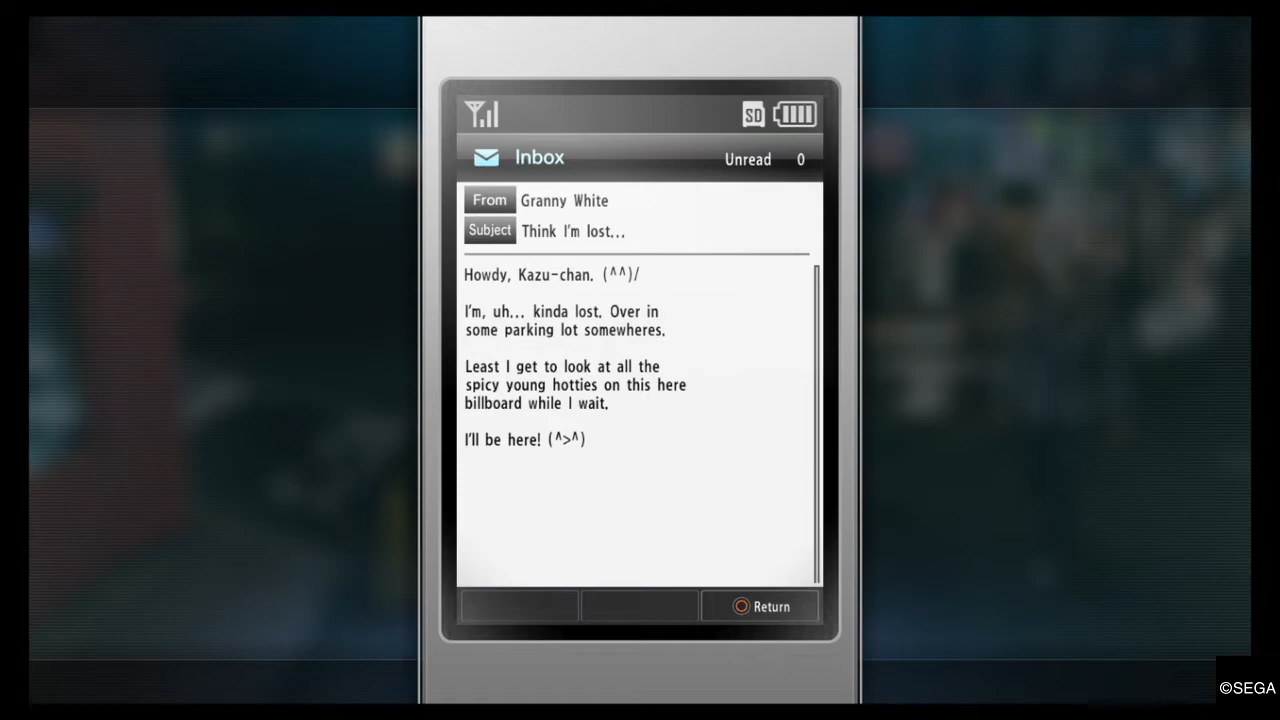 SD
Inbox
Unread 0
From Granny White
Subject Think I'm lost...
Howdy, Kazu-chan. (^^)/
I'm, uh... kinda lost. Over in
some parking lot somewheres.
Least I get to look at all the
spicy young hotties on this here
billboard while I wait.
I'll be here! (^>^)
Return
©SEGA